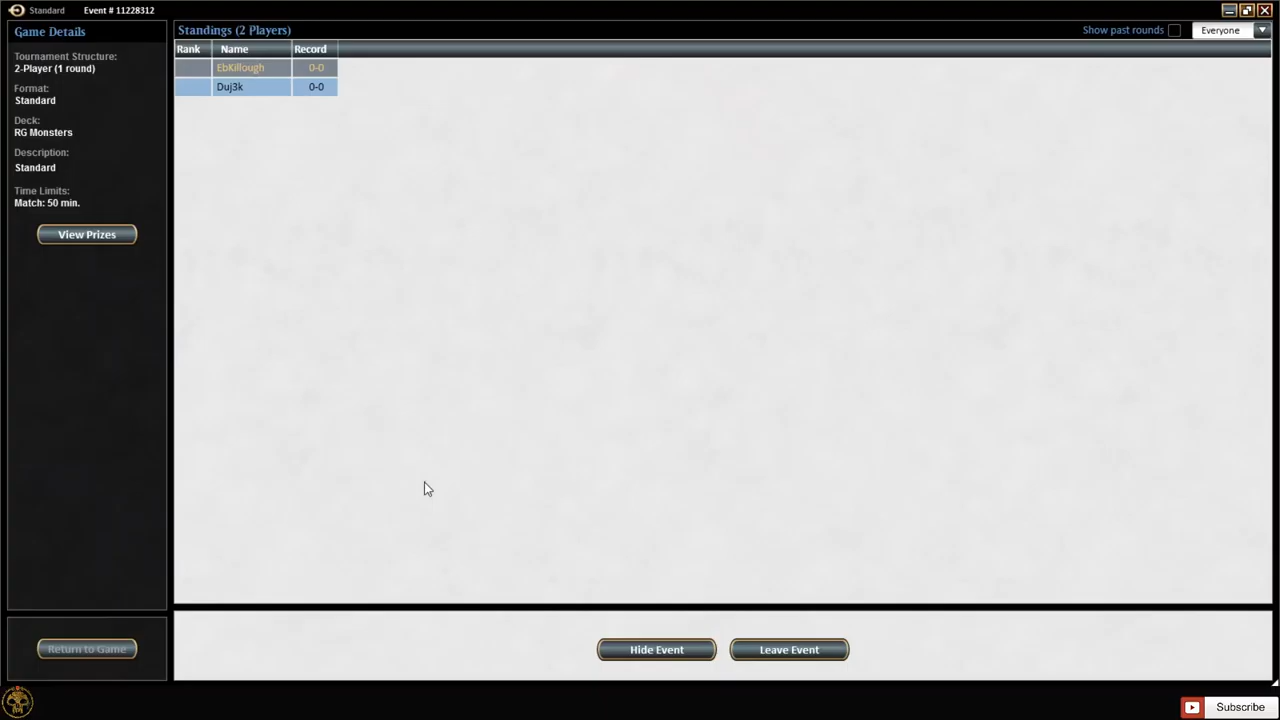 Standard Event # 11228312
Game Details
Tournament Structure:
2-Player (1 round)
Format:
Standard
Deck:
RG Monsters
Description:
Standard
Time Limits:
Match: 50 min.
View Prizes
Return to Game
Standings (2 Players)
Show past rounds Everyone
Rank Name Record
EbKillough 0-0
Duj3k 0-0
Hide Event Leave Event
Subscribe